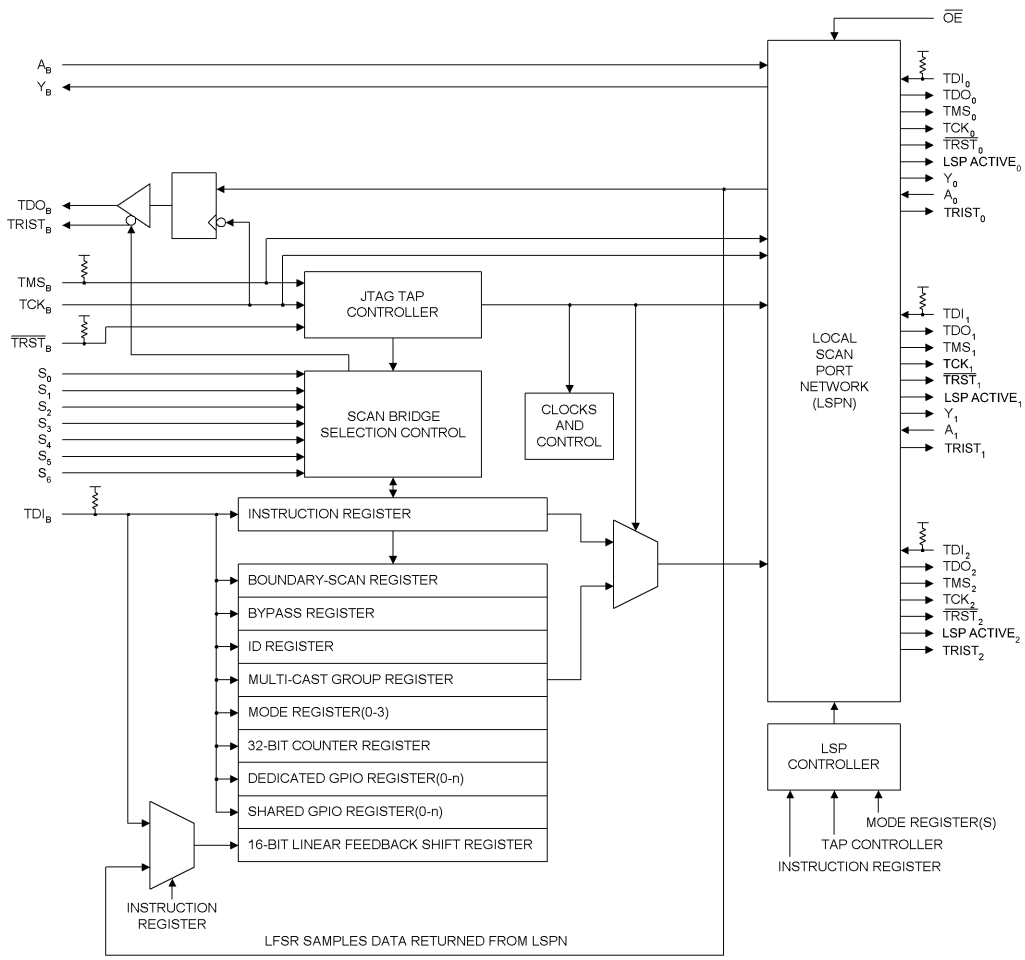 OE
A_B
Y_B
TDO_B
TRIST_B
TMS_B
TCK_B
TRST_B
S_0
S_1
S_2
S_3
S_4
S_5
S_6
TDI_B
JTAG TAP
CONTROLLER
SCAN BRIDGE
SELECTION CONTROL
CLOCKS
AND
CONTROL
INSTRUCTION REGISTER
BOUNDARY-SCAN REGISTER
BYPASS REGISTER
ID REGISTER
MULTI-CAST GROUP REGISTER
MODE REGISTER(0-3)
32-BIT COUNTER REGISTER
DEDICATED GPIO REGISTER(0-n)
SHARED GPIO REGISTER(0-n)
16-BIT LINEAR FEEDBACK SHIFT REGISTER
INSTRUCTION
REGISTER
LFSR SAMPLES DATA RETURNED FROM LSPN
LOCAL
SCAN
PORT
NETWORK
(LSPN)
LSP
CONTROLLER
MODE REGISTER(S)
TAP CONTROLLER
INSTRUCTION REGISTER
TDI_0
TDO_0
TMS_0
TCK_0
TRST_0
LSP ACTIVE_0
Y_0
A_0
TRIST_0
TDI_1
TDO_1
TMS_1
TCK_1
TRST_1
LSP ACTIVE_1
Y_1
A_1
TRIST_1
TDI_2
TDO_2
TMS_2
TCK_2
TRST_2
LSP ACTIVE_2
TRIST_2